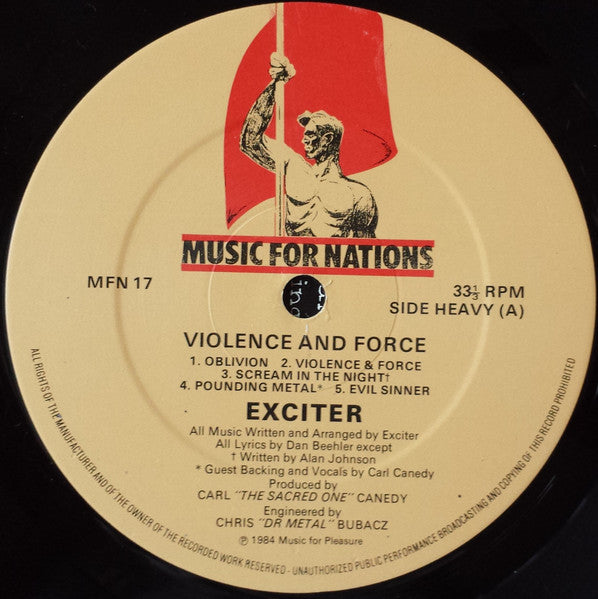 MUSIC FOR NATIONS
MFN 17
33⅓ RPM
SIDE HEAVY (A)
VIOLENCE AND FORCE
1. OBLIVION 2. VIOLENCE & FORCE
3. SCREAM IN THE NIGHT†
4. POUNDING METAL* 5. EVIL SINNER
EXCITER
All Music Written and Arranged by Exciter
All Lyrics by Dan Beehler except
† Written by Alan Johnson
* Guest Backing and Vocals by Carl Canedy
Produced by
CARL "THE SACRED ONE" CANEDY
Engineered by
CHRIS "DR METAL" BUBACZ
℗ 1984 Music for Pleasure
ALL RIGHTS OF THE MANUFACTURER AND OF THE OWNER OF THE RECORDED WORK RESERVED - UNAUTHORIZED PUBLIC PERFORMANCE BROADCASTING AND COPYING OF THIS RECORD PROHIBITED